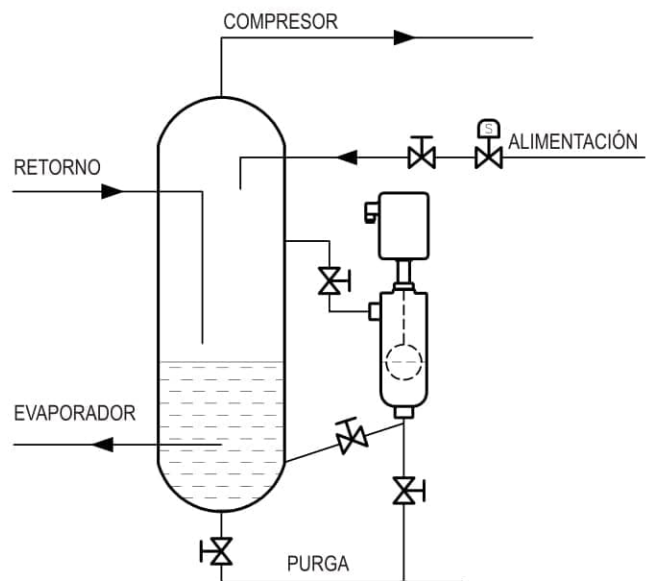 COMPRESOR
S
ALIMENTACIÓN
RETORNO
EVAPORADOR
PURGA